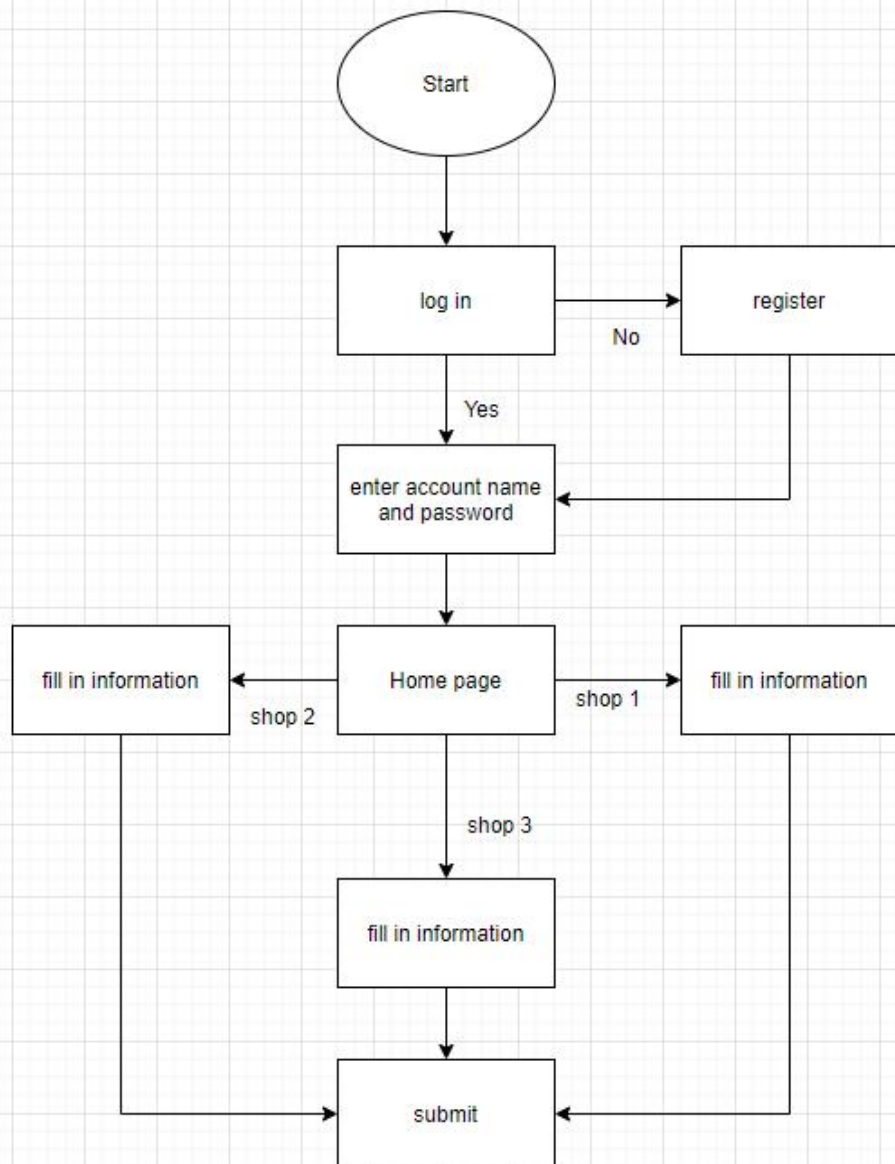 Start
log in
register
No
Yes
enter account name
and password
fill in information
Home page
fill in information
shop 2
shop 1
shop 3
fill in information
submit